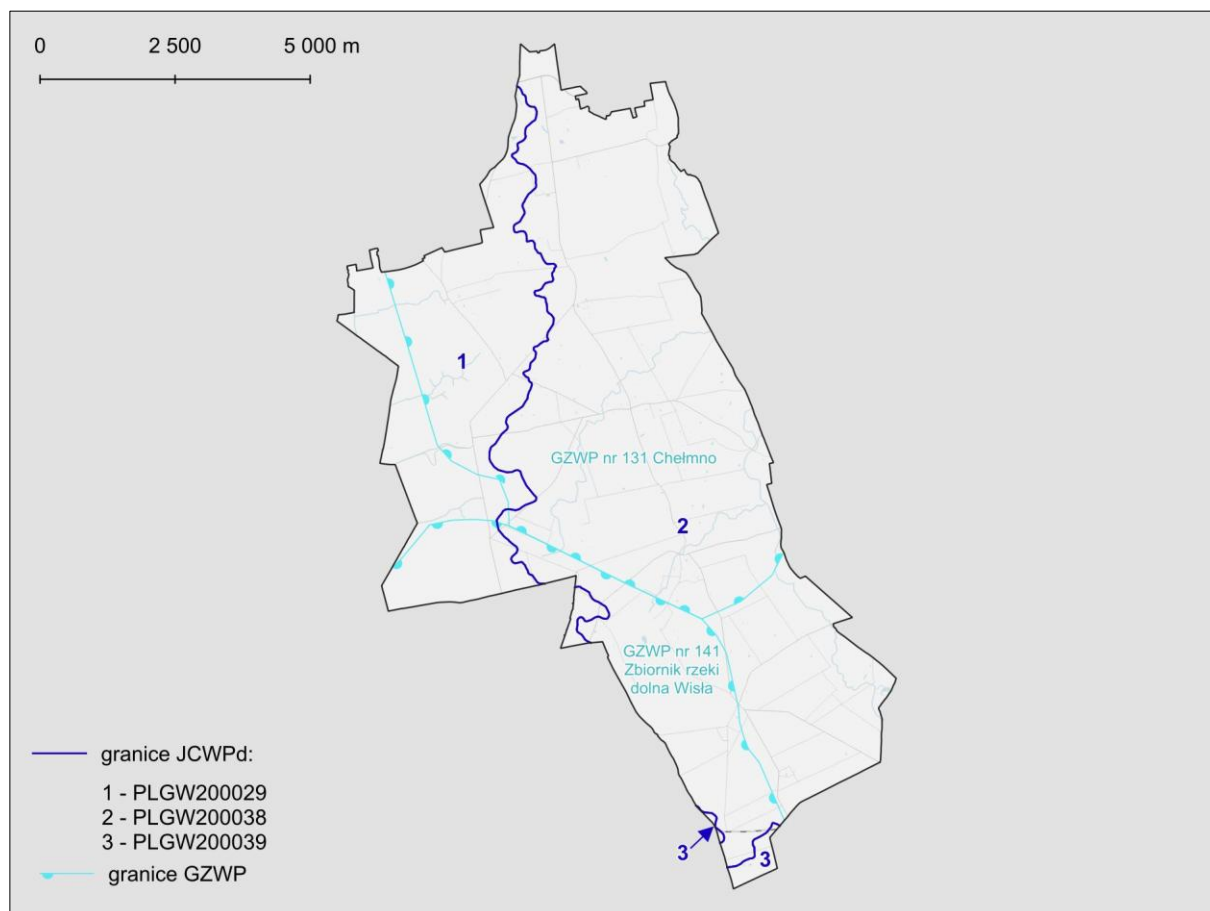 0 2 500 5 000 m
1
GZWP nr 131 Chełmno
2
GZWP nr 141
Zbiornik rzeki
dolna Wisła
3
3
granice JCWPd:
1 - PLGW200029
2 - PLGW200038
3 - PLGW200039
granice GZWP